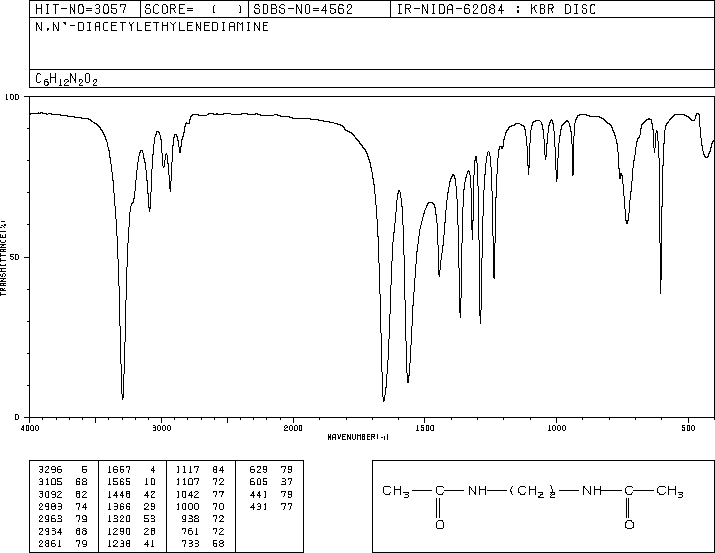 HIT-NO=3057 SCORE= ( ) SDBS-NO=4562 IR-NIDA-62084 : KBR DISC
N,N'-DIACETYLETHYLENEDIAMINE
C6H12N2O2
100
50
0
TRANSMITTANCE(%)
4000 3000 2000 1500 1000 500
WAVENUMBER(-1)
3296 5 1657 4 1117 84 629 79
3105 68 1565 10 1107 72 605 37
3092 62 1448 42 1042 77 441 79
2983 74 1366 29 1000 70 431 77
2963 79 1320 53 938 72
2934 68 1290 28 761 72
2861 79 1238 41 733 58
CH3—C—NH—(CH2)2—NH—C—CH3
O O